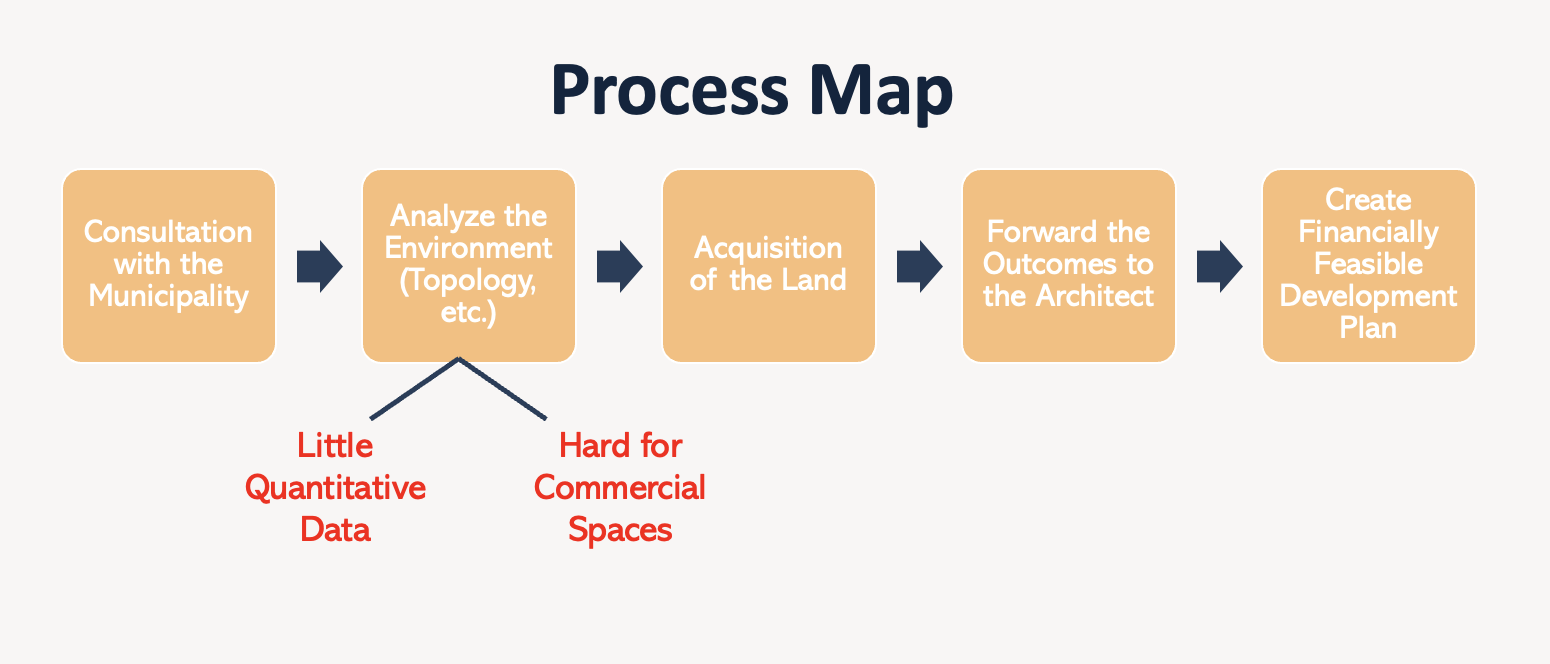 Process Map
Consultation
with the
Municipality
Analyze the
Environment
(Topology,
etc.)
Acquisition
of the Land
Forward the
Outcomes to
the Architect
Create
Financially
Feasible
Development
Plan
Little
Quantitative
Data
Hard for
Commercial
Spaces